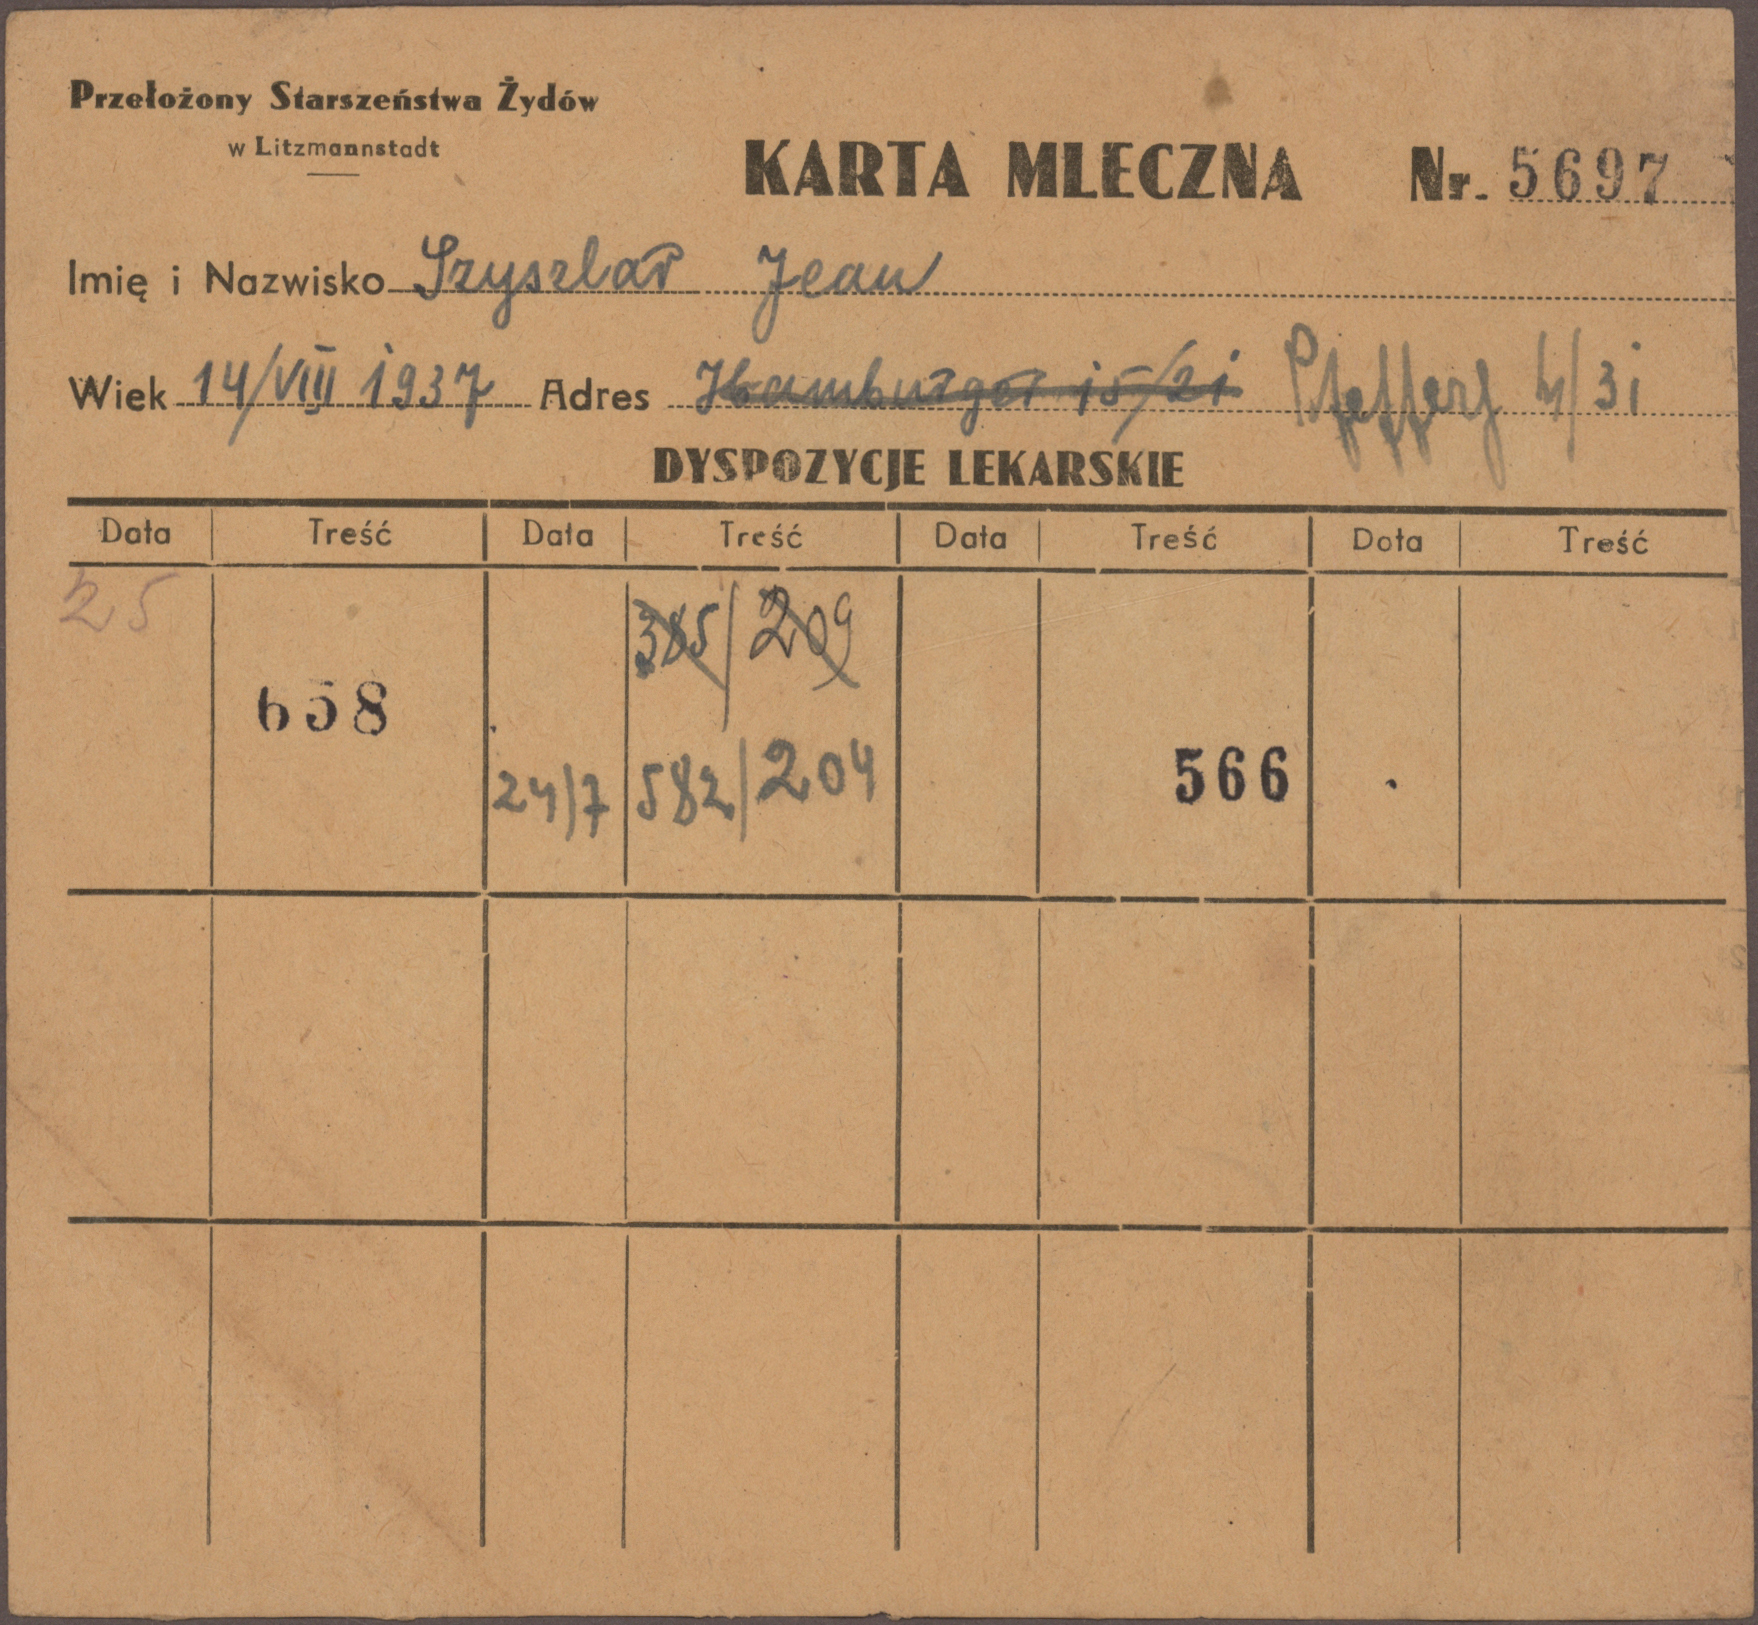 Przełożony Starszeństwa Żydów
w Litzmannstadt
KARTA MLECZNA Nr. 5697
Imię i Nazwisko Szyszlar Jean
Wiek 14/VIII 1937 Adres Hamburger 15/21 Pfefferg 4/31
DYSPOZYCJE LEKARSKIE
Data Treść Data Treść Data Treść Data Treść
25 385/209
658
24/7 582/204 566